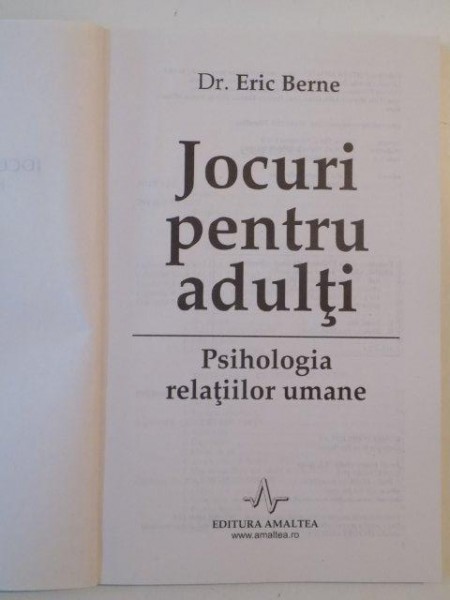 Dr. Eric Berne
Jocuri
pentru
adulţi
Psihologia
relaţiilor umane
EDITURA AMALTEA
www.amaltea.ro